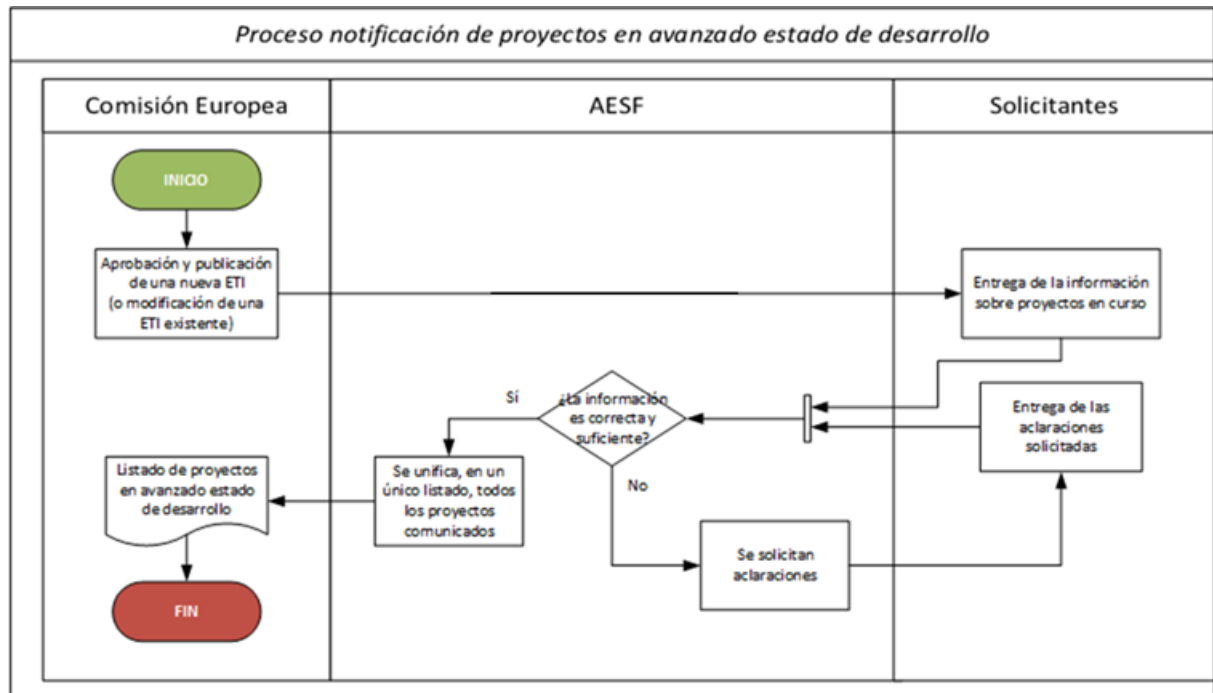 Proceso notificación de proyectos en avanzado estado de desarrollo
Comisión Europea
AESF
Solicitantes
INICIO
Aprobación y publicación
de una nueva ETI
(o modificación de una
ETI existente)
Entrega de la información
sobre proyectos en curso
¿La información
es correcta y
suficiente?
Sí
No
Entrega de las
aclaraciones
solicitadas
Listado de proyectos
en avanzado estado
de desarrollo
Se unifica, en un
único listado, todos
los proyectos
comunicados
Se solicitan
aclaraciones
FIN